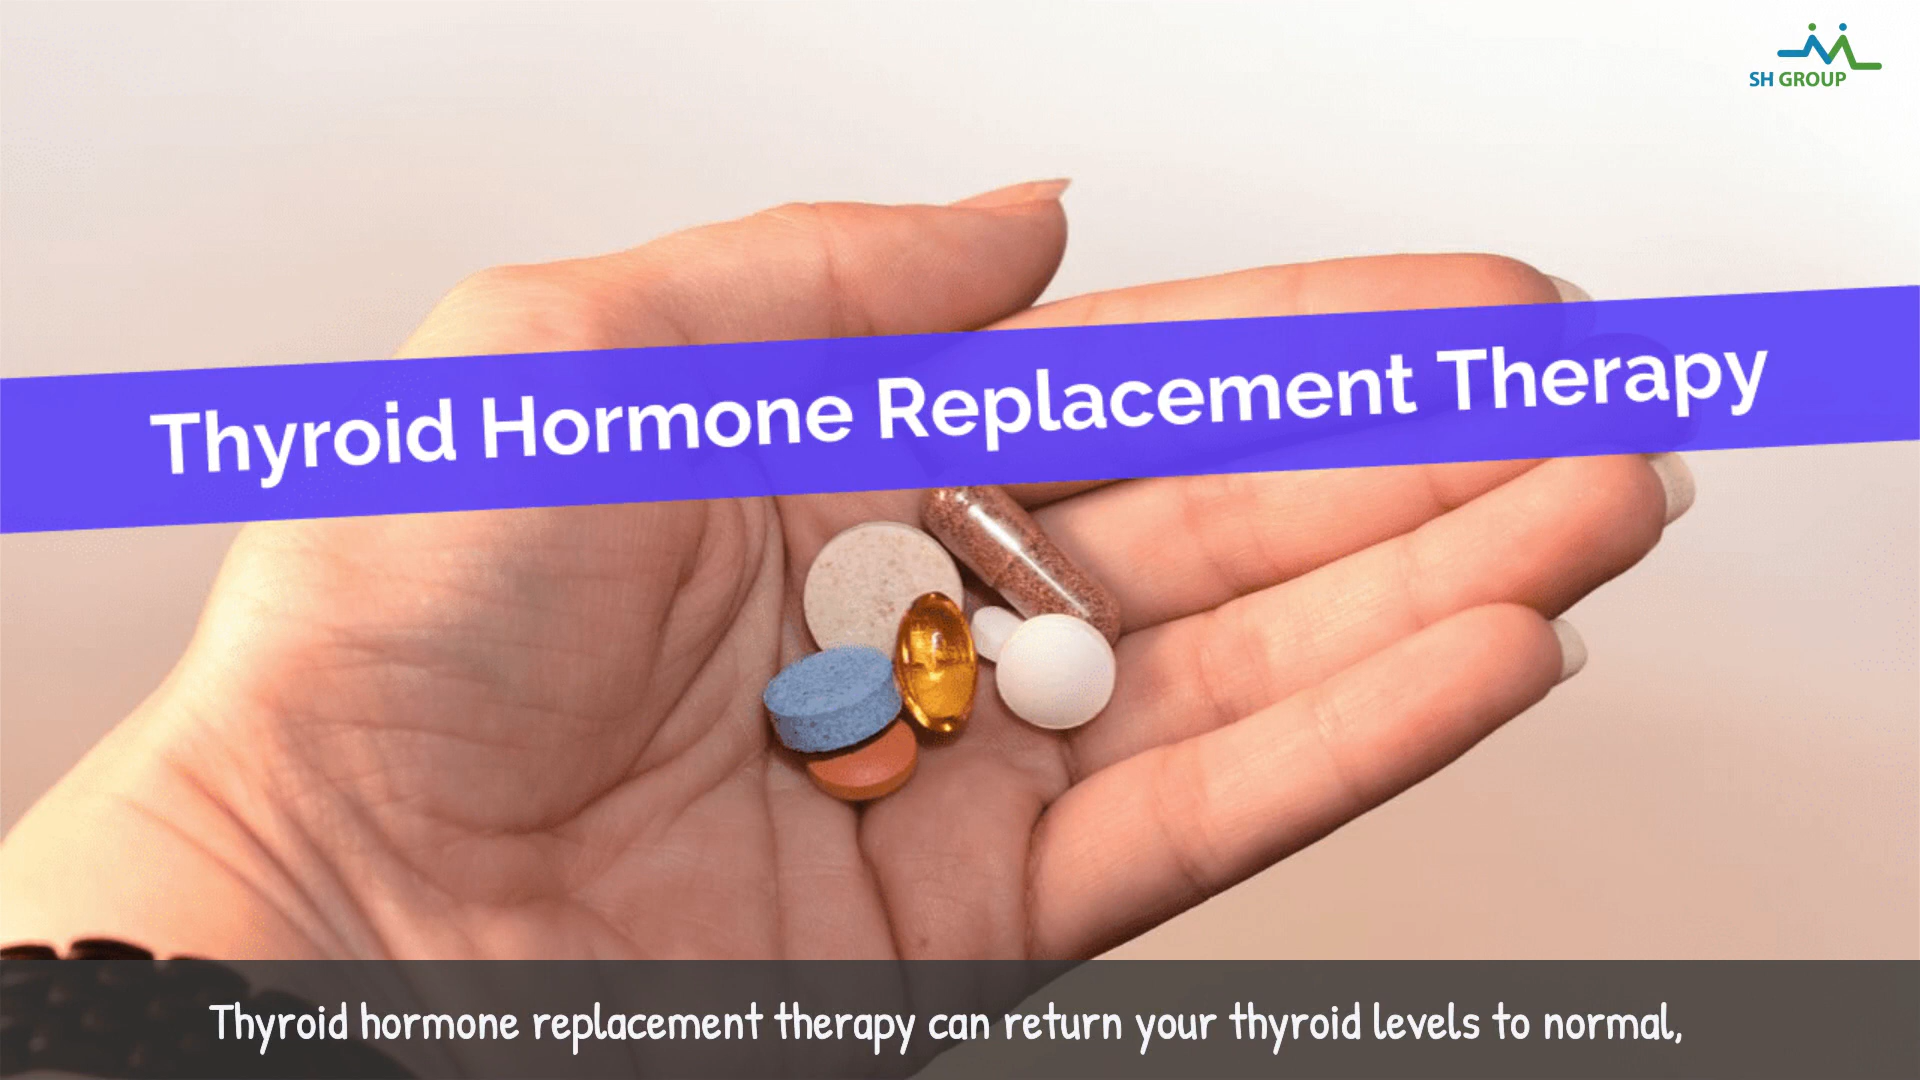 SH GROUP
Thyroid Hormone Replacement Therapy
Thyroid hormone replacement therapy can return your thyroid levels to normal,